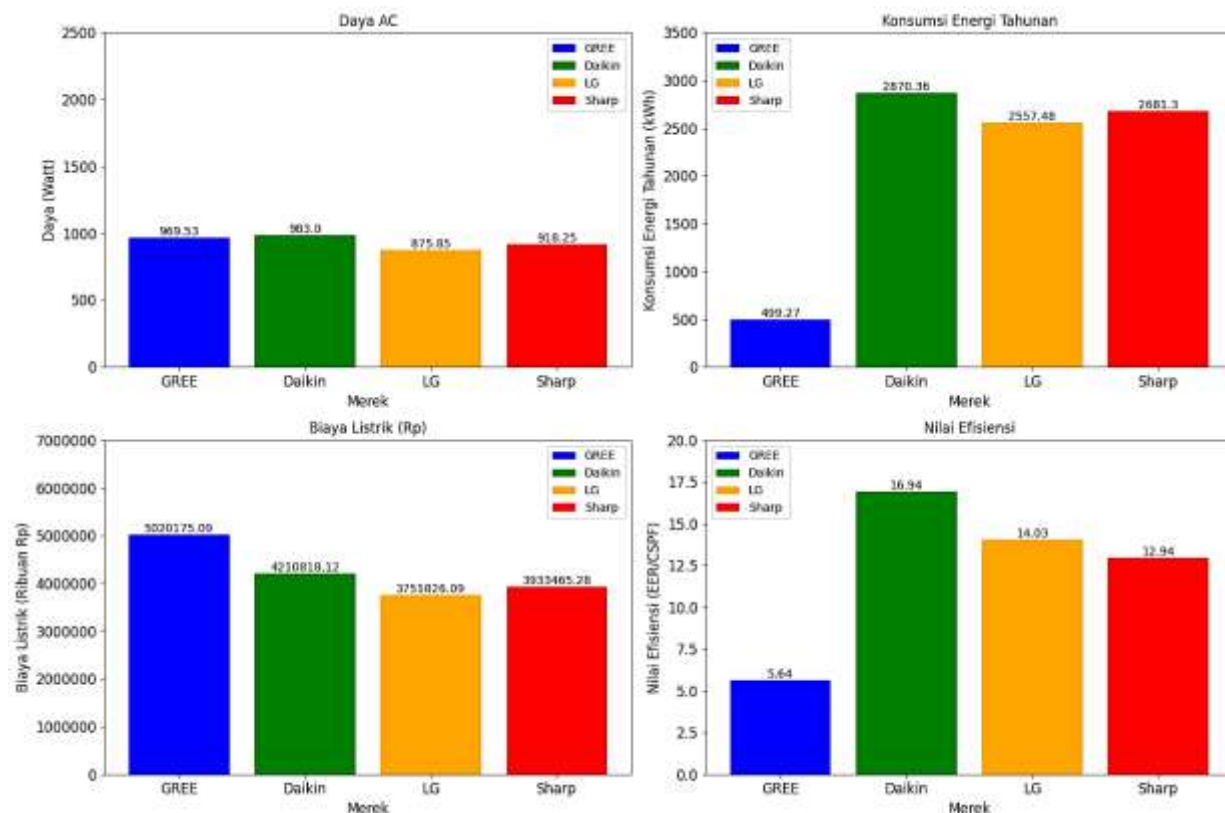 Daya AC
Daya (Watt)
2500
2000
1500
1000
500
0
GREE
Daikin
LG
Sharp
969.53
983.0
875.85
918.25
GREE
Daikin
LG
Sharp
Merek
Konsumsi Energi Tahunan
Konsumsi Energi Tahunan (kWh)
3500
3000
2500
2000
1500
1000
500
0
GREE
Daikin
LG
Sharp
499.27
2870.36
2557.48
2681.3
GREE
Daikin
LG
Sharp
Merek
Biaya Listrik (Rp)
Biaya Listrik (Ribuan Rp)
7000000
6000000
5000000
4000000
3000000
2000000
1000000
0
GREE
Daikin
LG
Sharp
5020175.09
4210818.12
3751826.09
3933465.28
GREE
Daikin
LG
Sharp
Merek
Nilai Efisiensi
Nilai Efisiensi (EER/CSPF)
20.0
17.5
15.0
12.5
10.0
7.5
5.0
2.5
0.0
GREE
Daikin
LG
Sharp
5.64
16.94
14.03
12.94
GREE
Daikin
LG
Sharp
Merek